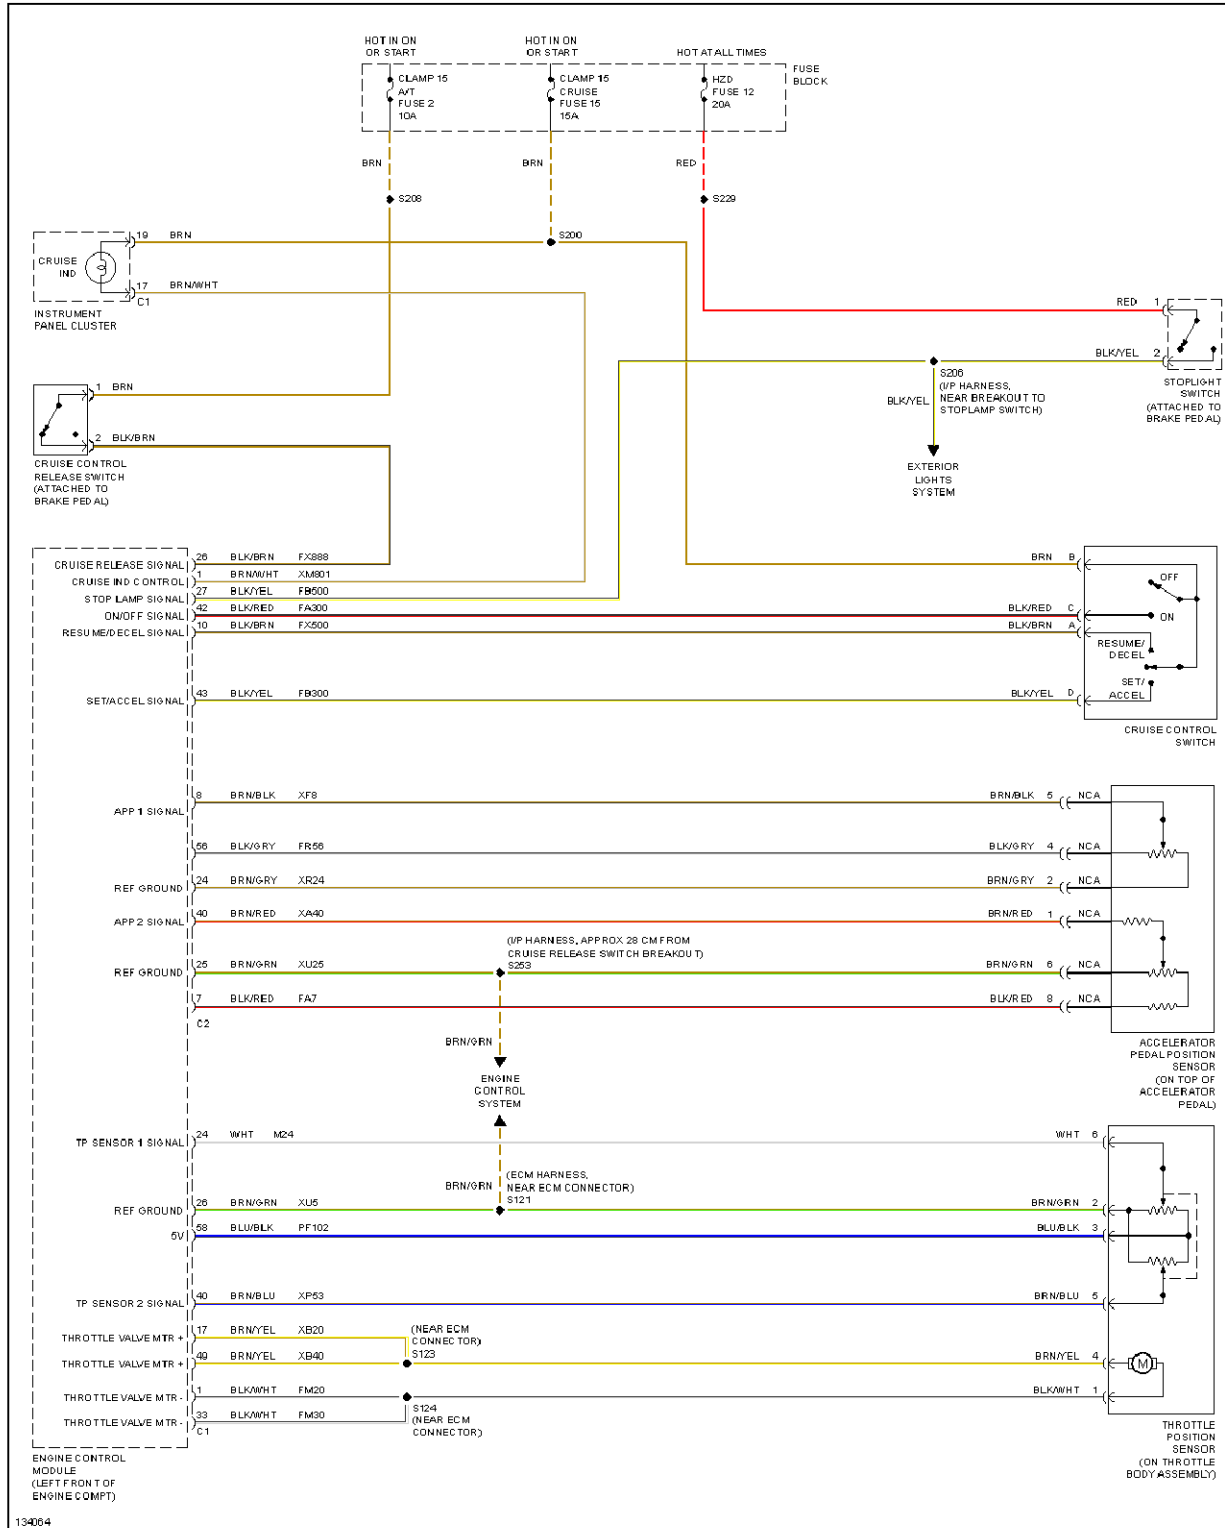 HOT IN ON
OR START
HOT IN ON
OR START
HOT AT ALL TIMES
FUSE
BLOCK
CLAMP 15
A/T
FUSE 2
10A
CLAMP 15
CRUISE
FUSE 15
15A
HZD
FUSE 12
20A
BRN
BRN
RED
S208
S229
S200
19 BRN
CRUISE
IND
17 BRN/WHT
C1
INSTRUMENT
PANEL CLUSTER
RED 1
BLK/YEL 2
STOPLIGHT
SWITCH
(ATTACHED TO
BRAKE PEDAL)
S206
(I/P HARNESS,
NEAR BREAKOUT TO
STOPLAMP SWITCH)
BLK/YEL
EXTERIOR
LIGHTS
SYSTEM
1 BRN
2 BLK/BRN
CRUISE CONTROL
RELEASE SWITCH
(ATTACHED TO
BRAKE PEDAL)
CRUISE RELEASE SIGNAL 26 BLK/BRN FX888
CRUISE IND CONTROL 1 BRN/WHT XM801
STOP LAMP SIGNAL 27 BLK/YEL FB500
ON/OFF SIGNAL 42 BLK/RED FA300
RESUME/DECEL SIGNAL 10 BLK/BRN FX500
SET/ACCEL SIGNAL 43 BLK/YEL FB300
BRN B
BLK/RED C
BLK/BRN A
BLK/YEL D
OFF
ON
RESUME/
DECEL
SET/
ACCEL
CRUISE CONTROL
SWITCH
APP 1 SIGNAL 8 BRN/BLK XF8 BRN/BLK 5 NCA
56 BLK/GRY FR56 BLK/GRY 4 NCA
REF GROUND 24 BRN/GRY XR24 BRN/GRY 2 NCA
APP 2 SIGNAL 40 BRN/RED XA40 BRN/RED 1 NCA
(I/P HARNESS, APPROX 28 CM FROM
CRUISE RELEASE SWITCH BREAKOUT)
S253
REF GROUND 25 BRN/GRN XU25 BRN/GRN 6 NCA
7 BLK/RED FA7 BLK/RED 8 NCA
C2
BRN/GRN
ENGINE
CONTROL
SYSTEM
ACCELERATOR
PEDAL POSITION
SENSOR
(ON TOP OF
ACCELERATOR
PEDAL)
TP SENSOR 1 SIGNAL 24 WHT M24 WHT 6
BRN/GRN
(ECM HARNESS,
NEAR ECM CONNECTOR)
S121
REF GROUND 26 BRN/GRN XU5 BRN/GRN 2
5V 58 BLU/BLK PF102 BLU/BLK 3
TP SENSOR 2 SIGNAL 40 BRN/BLU XP53 BRN/BLU 5
THROTTLE VALVE MTR + 17 BRN/YEL XB20
(NEAR ECM
CONNECTOR)
S123
THROTTLE VALVE MTR + 49 BRN/YEL XB40 BRN/YEL 4
M
THROTTLE VALVE MTR - 1 BLK/WHT FM20 BLK/WHT 1
THROTTLE VALVE MTR - 33 BLK/WHT FM30
C1
S124
(NEAR ECM
CONNECTOR)
THROTTLE
POSITION
SENSOR
(ON THROTTLE
BODY ASSEMBLY)
ENGINE CONTROL
MODULE
(LEFT FRONT OF
ENGINE COMPT)
134064